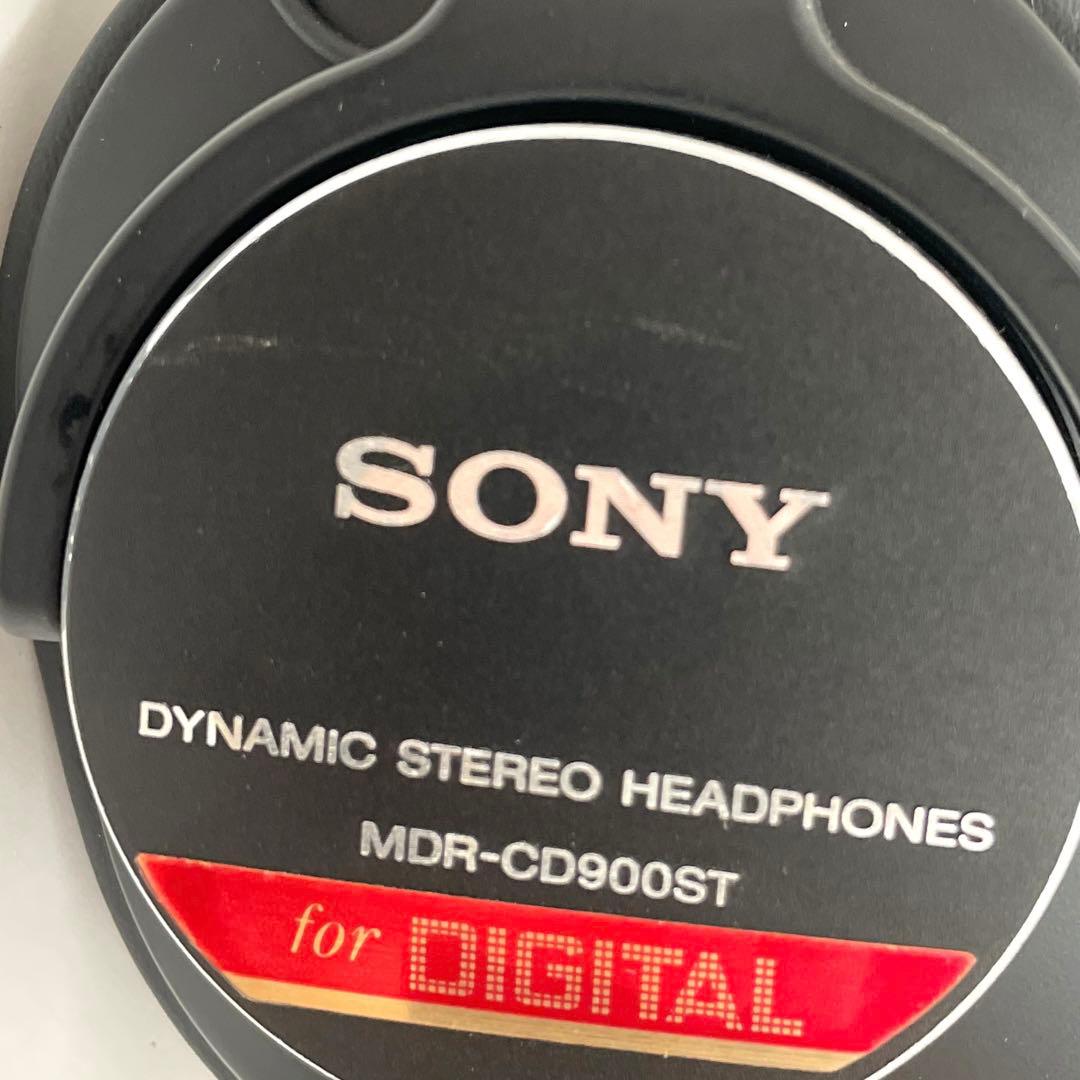 SONY
DYNAMIC STEREO HEADPHONES
MDR-CD900ST
for DIGITAL